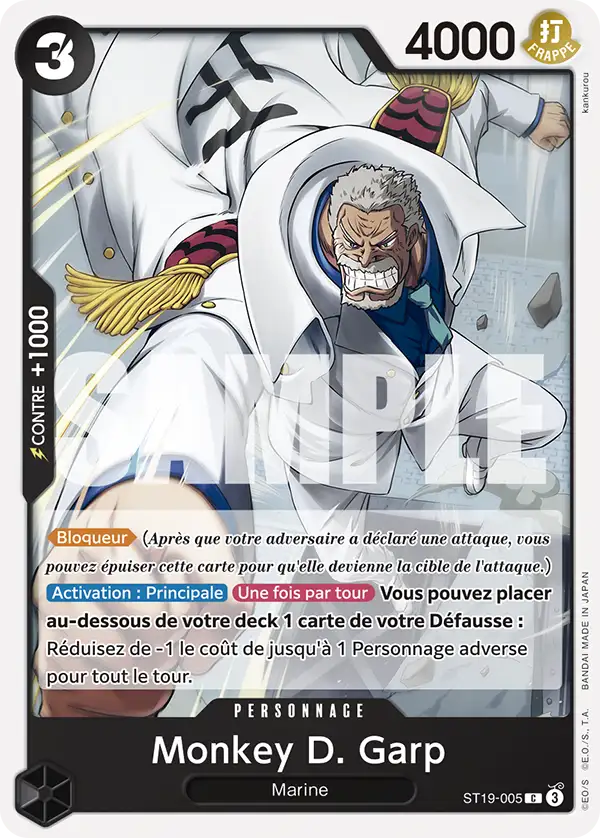 3
4000
打
FRAPPE
kankurou
CONTRE +1000
SAMPLE
Bloqueur (Après que votre adversaire a déclaré une attaque, vous
pouvez épuiser cette carte pour qu'elle devienne la cible de l'attaque.)
Activation : Principale Une fois par tour Vous pouvez placer
au-dessous de votre deck 1 carte de votre Défausse :
Réduisez de -1 le coût de jusqu'à 1 Personnage adverse
pour tout le tour.
PERSONNAGE
Monkey D. Garp
Marine
ST19-005 C 3
©EO/S ©E.O./S., T.A. BANDAI MADE IN JAPAN